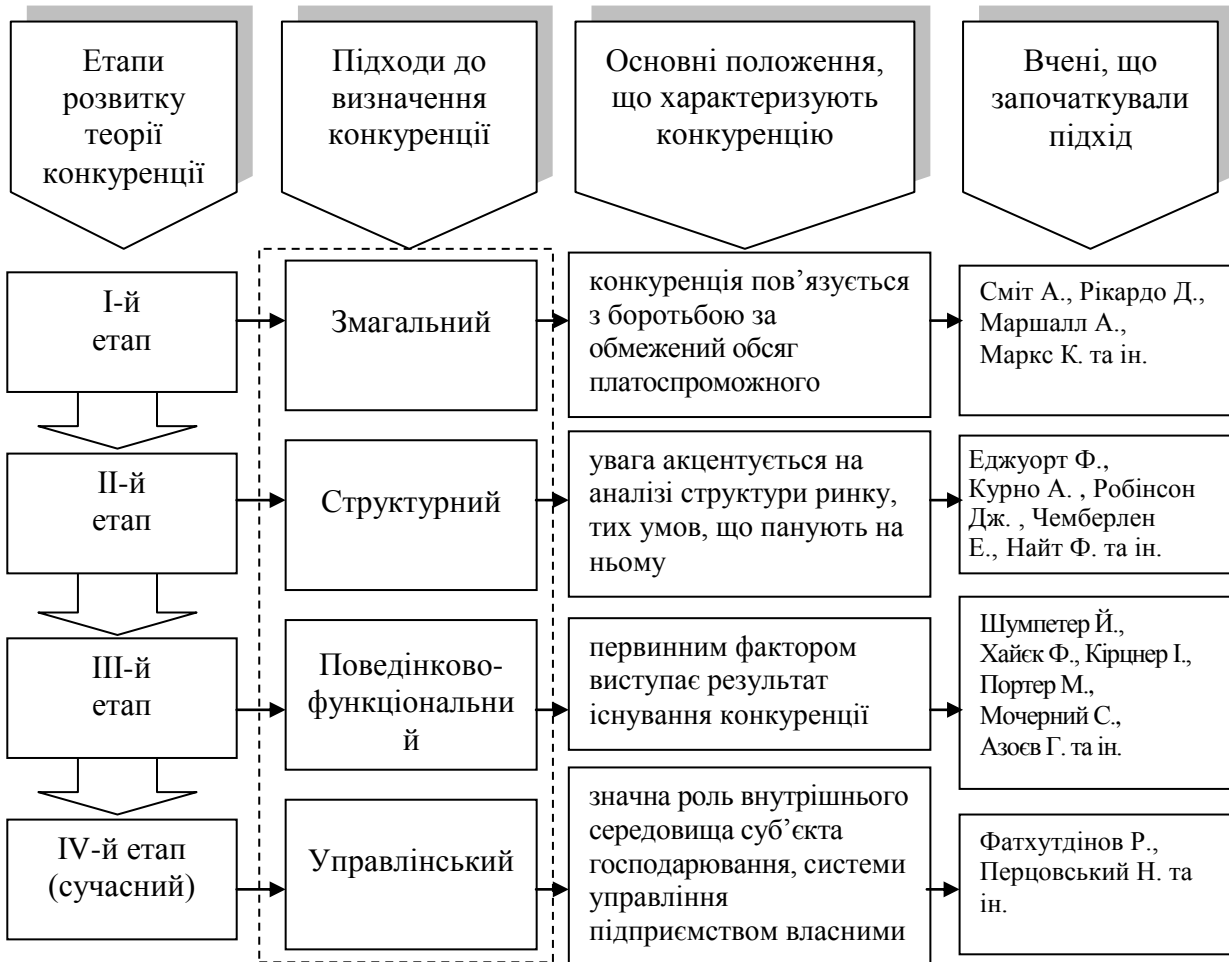 Етапи
розвитку
теорії
конкуренції
Підходи до
визначення
конкуренції
Основні положення,
що характеризують
конкуренцію
Вчені, що
започаткували
підхід
І-й
етап
Змагальний
конкуренція пов’язується
з боротьбою за
обмежений обсяг
платоспроможного
Сміт А., Рікардо Д.,
Маршалл А.,
Маркс К. та ін.
ІІ-й
етап
Структурний
увага акцентується на
аналізі структури ринку,
тих умов, що панують на
ньому
Еджуорт Ф.,
Курно А. , Робінсон
Дж. , Чемберлен
Е., Найт Ф. та ін.
ІІІ-й
етап
Поведінково-
функціональни
й
первинним фактором
виступає результат
існування конкуренції
Шумпетер Й.,
Хайєк Ф., Кірцнер І.,
Портер М.,
Мочерний С.,
Азоєв Г. та ін.
IV-й етап
(сучасний)
Управлінський
значна роль внутрішнього
середовища суб’єкта
господарювання, системи
управління
підприємством власними
Фатхутдінов Р.,
Перцовський Н. та
ін.